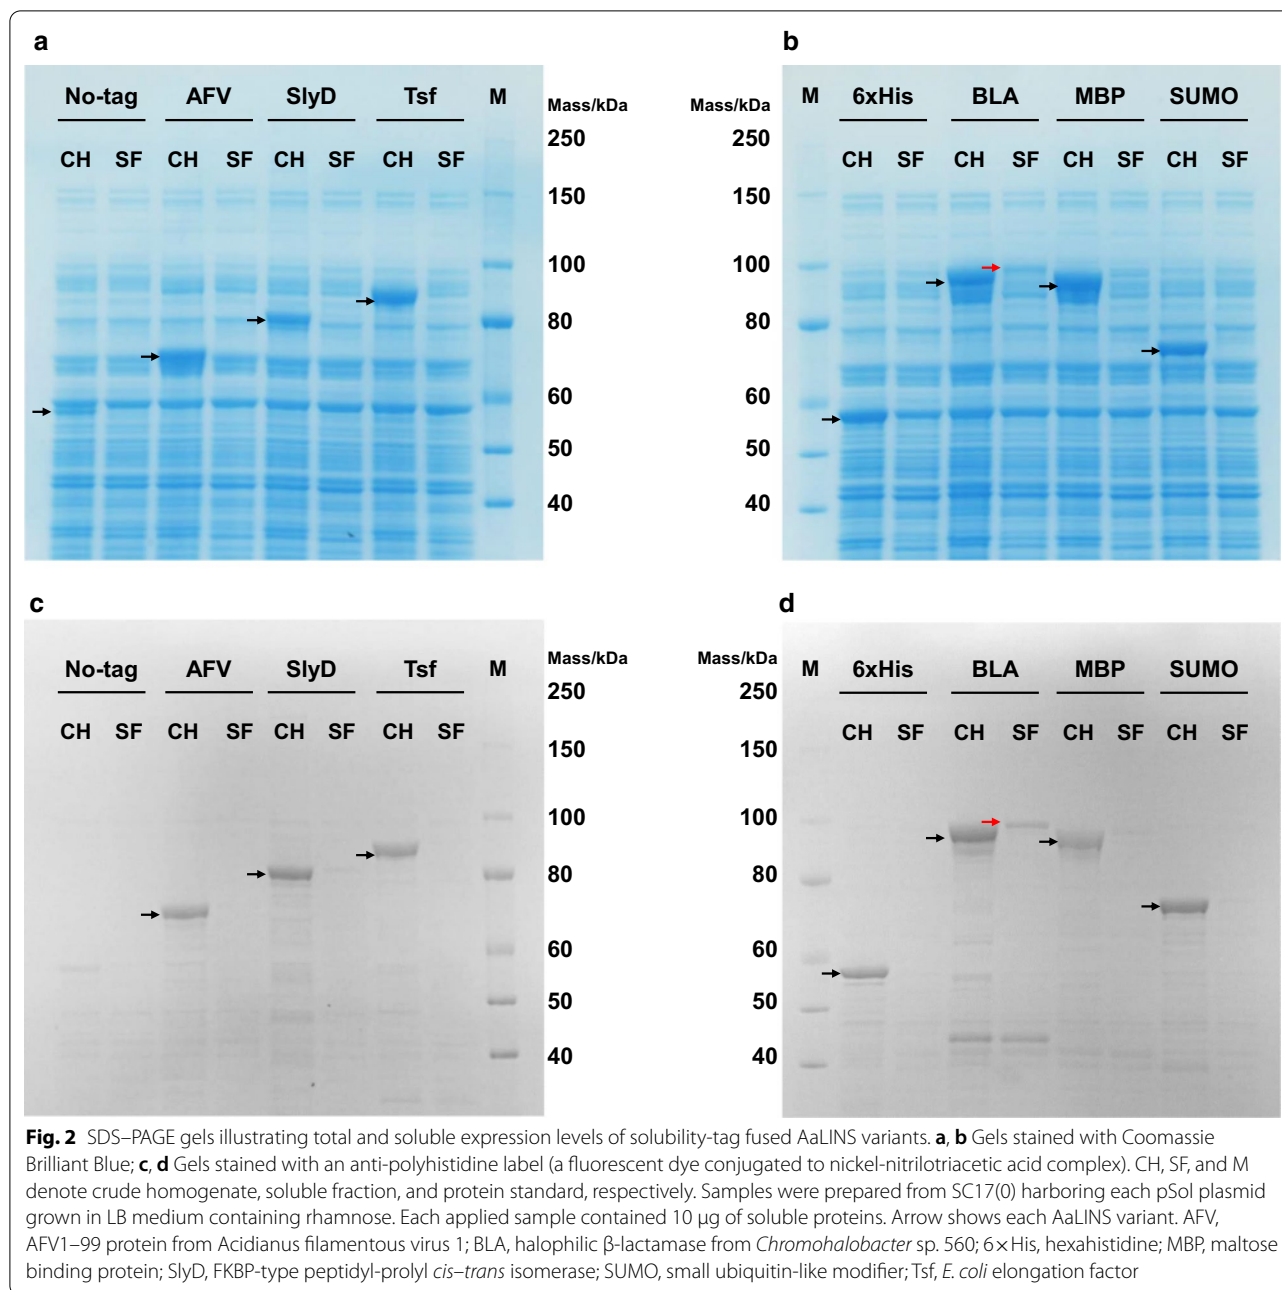 a
No-tag AFV SlyD Tsf M Mass/kDa
CH SF CH SF CH SF CH SF
250
150
100
80
60
50
40
b
Mass/kDa M 6xHis BLA MBP SUMO
CH SF CH SF CH SF CH SF
250
150
100
80
60
50
40
c
No-tag AFV SlyD Tsf M Mass/kDa
CH SF CH SF CH SF CH SF
250
150
100
80
60
50
40
d
Mass/kDa M 6xHis BLA MBP SUMO
CH SF CH SF CH SF CH SF
250
150
100
80
60
50
40
Fig. 2 SDS–PAGE gels illustrating total and soluble expression levels of solubility-tag fused AaLINS variants. a, b Gels stained with Coomassie
Brilliant Blue; c, d Gels stained with an anti-polyhistidine label (a fluorescent dye conjugated to nickel-nitrilotriacetic acid complex). CH, SF, and M
denote crude homogenate, soluble fraction, and protein standard, respectively. Samples were prepared from SC17(0) harboring each pSol plasmid
grown in LB medium containing rhamnose. Each applied sample contained 10 µg of soluble proteins. Arrow shows each AaLINS variant. AFV,
AFV1–99 protein from Acidianus filamentous virus 1; BLA, halophilic β-lactamase from Chromohalobacter sp. 560; 6×His, hexahistidine; MBP, maltose
binding protein; SlyD, FKBP-type peptidyl-prolyl cis–trans isomerase; SUMO, small ubiquitin-like modifier; Tsf, E. coli elongation factor